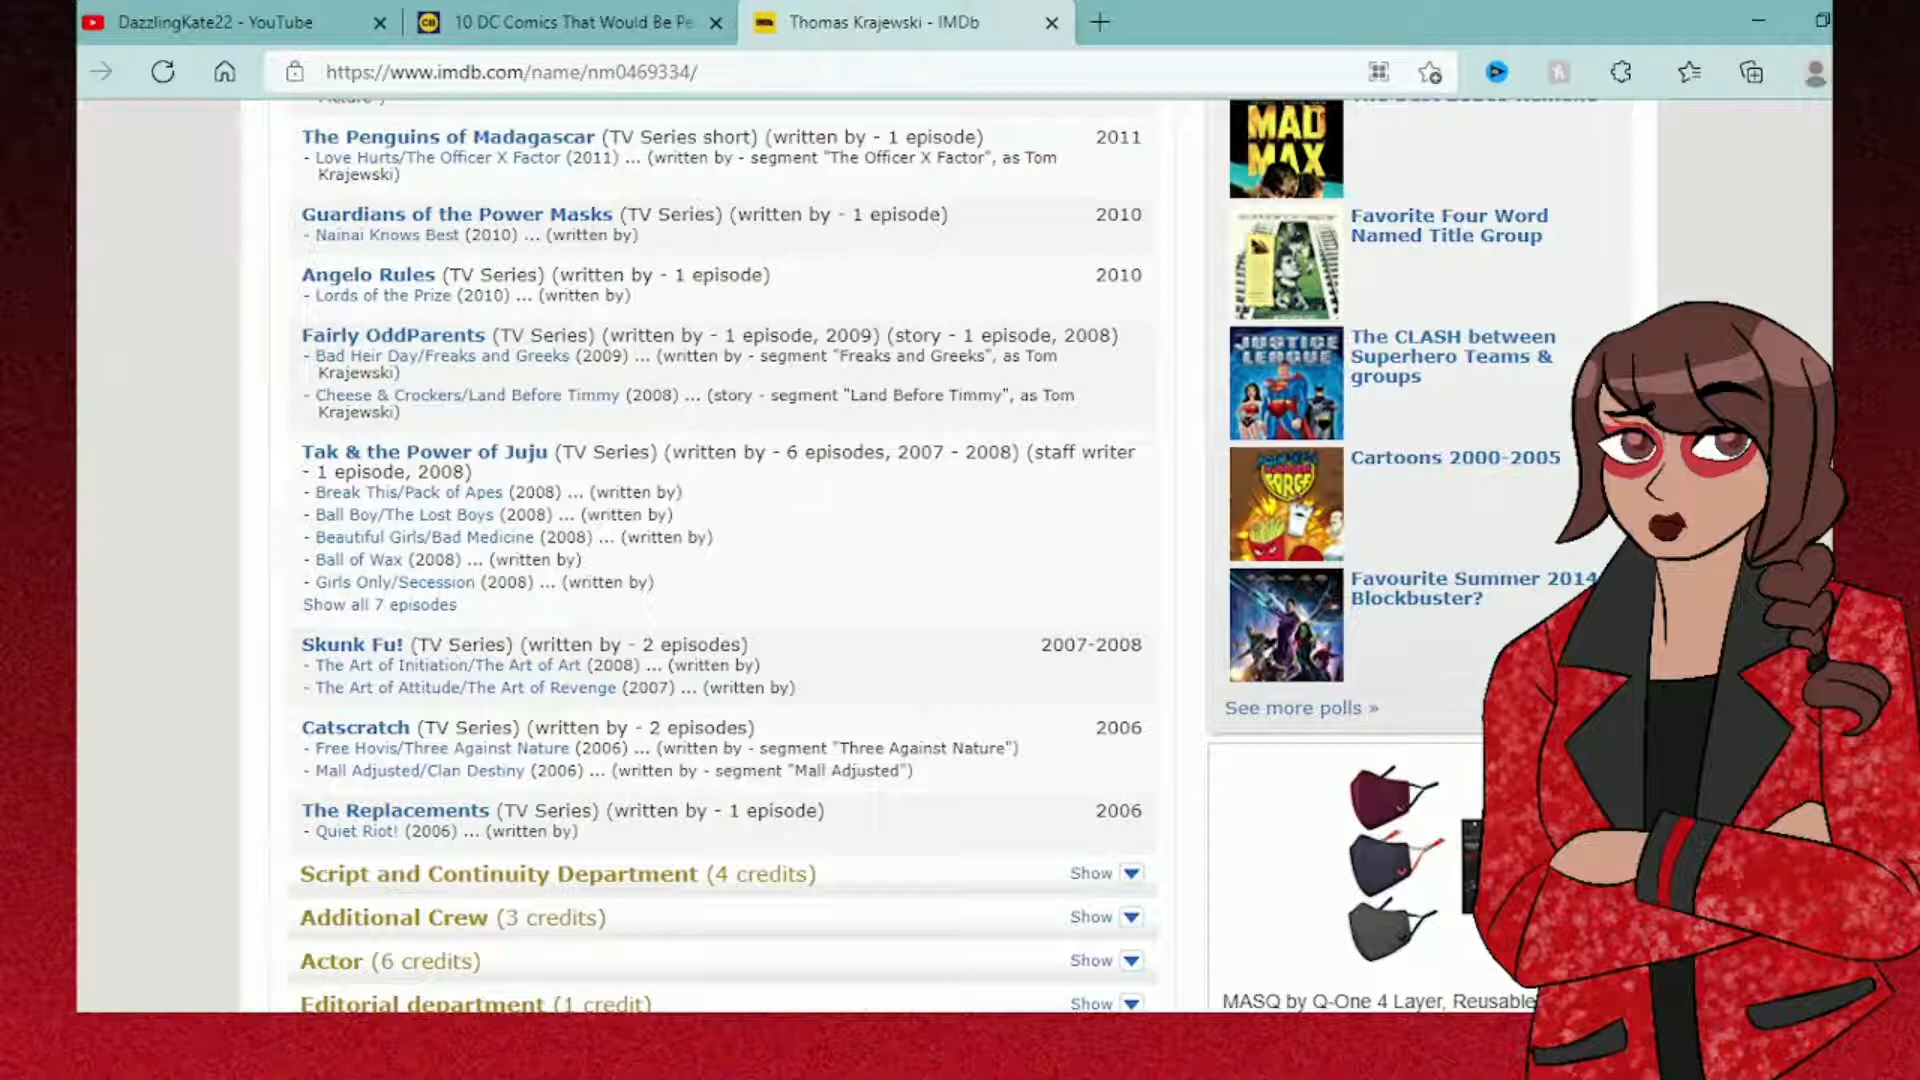 DazzlingKate22 - YouTube
10 DC Comics That Would Be Pe
Thomas Krajewski - IMDb
https://www.imdb.com/name/nm0469334/
The Penguins of Madagascar (TV Series short) (written by - 1 episode) 2011
- Love Hurts/The Officer X Factor (2011) ... (written by - segment "The Officer X Factor", as Tom
Krajewski)
Guardians of the Power Masks (TV Series) (written by - 1 episode) 2010
- Nainai Knows Best (2010) ... (written by)
Angelo Rules (TV Series) (written by - 1 episode) 2010
- Lords of the Prize (2010) ... (written by)
Fairly OddParents (TV Series) (written by - 1 episode, 2009) (story - 1 episode, 2008)
- Bad Heir Day/Freaks and Greeks (2009) ... (written by - segment "Freaks and Greeks", as Tom
Krajewski)
- Cheese & Crockers/Land Before Timmy (2008) ... (story - segment "Land Before Timmy", as Tom
Krajewski)
Tak & the Power of Juju (TV Series) (written by - 6 episodes, 2007 - 2008) (staff writer
- 1 episode, 2008)
- Break This/Pack of Apes (2008) ... (written by)
- Ball Boy/The Lost Boys (2008) ... (written by)
- Beautiful Girls/Bad Medicine (2008) ... (written by)
- Ball of Wax (2008) ... (written by)
- Girls Only/Secession (2008) ... (written by)
Show all 7 episodes
Skunk Fu! (TV Series) (written by - 2 episodes) 2007-2008
- The Art of Initiation/The Art of Art (2008) ... (written by)
- The Art of Attitude/The Art of Revenge (2007) ... (written by)
Catscratch (TV Series) (written by - 2 episodes) 2006
- Free Hovis/Three Against Nature (2006) ... (written by - segment "Three Against Nature")
- Mall Adjusted/Clan Destiny (2006) ... (written by - segment "Mall Adjusted")
The Replacements (TV Series) (written by - 1 episode) 2006
- Quiet Riot! (2006) ... (written by)
Script and Continuity Department (4 credits) Show
Additional Crew (3 credits) Show
Actor (6 credits) Show
Editorial department (1 credit) Show
MAD
MAX
Favorite Four Word
Named Title Group
JUSTICE
LEAGUE
The CLASH between
Superhero Teams &
groups
Cartoons 2000-2005
FORCE
Favourite Summer 2014
Blockbuster?
See more polls »
MASQ by Q-One 4 Layer, Reusable